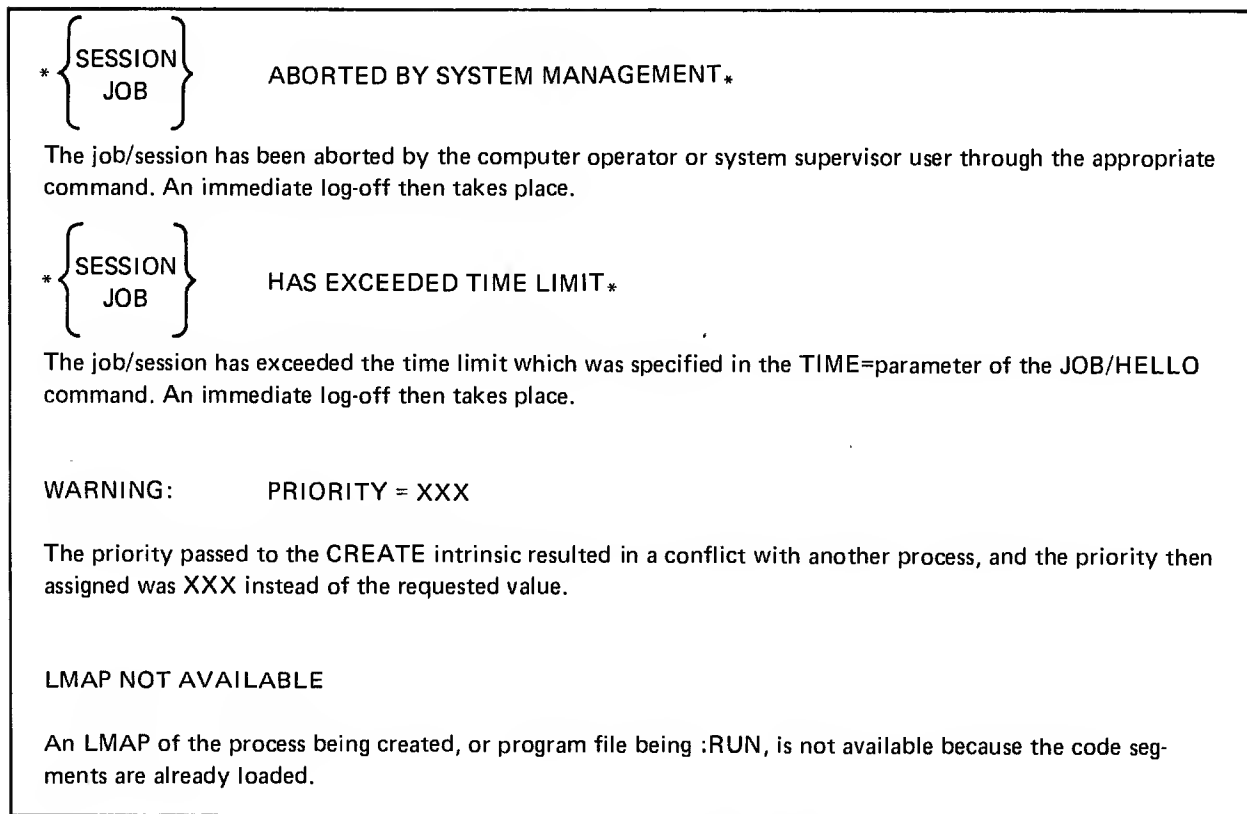 * {SESSION
JOB} ABORTED BY SYSTEM MANAGEMENT*
The job/session has been aborted by the computer operator or system supervisor user through the appropriate
command. An immediate log-off then takes place.
* {SESSION
JOB} HAS EXCEEDED TIME LIMIT*
The job/session has exceeded the time limit which was specified in the TIME=parameter of the JOB/HELLO
command. An immediate log-off then takes place.
WARNING: PRIORITY = XXX
The priority passed to the CREATE intrinsic resulted in a conflict with another process, and the priority then
assigned was XXX instead of the requested value.
LMAP NOT AVAILABLE
An LMAP of the process being created, or program file being :RUN, is not available because the code seg-
ments are already loaded.